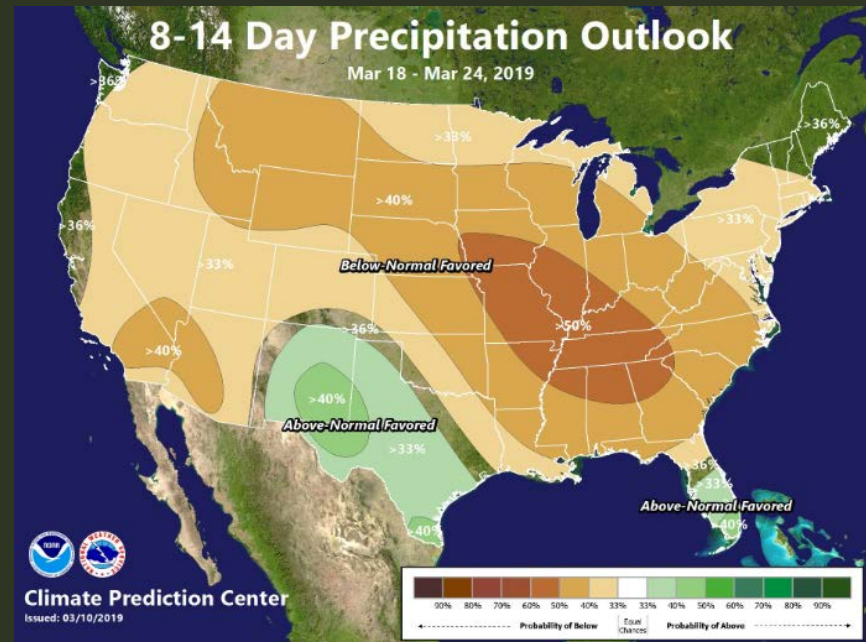 8-14 Day Precipitation Outlook
Mar 18 - Mar 24, 2019
>36%
>33%
>36%
>40%
>33%
>36%
>33%
Below-Normal Favored
>36%
>50%
>40%
>40%
Above-Normal Favored
>33%
>36%
>33%
>40%
Above-Normal Favored
>40%
Climate Prediction Center
Issued: 03/10/2019
90% 80% 70% 60% 50% 40% 33% 33% 40% 50% 60% 70% 80% 90%
Probability of Below Equal Chances Probability of Above